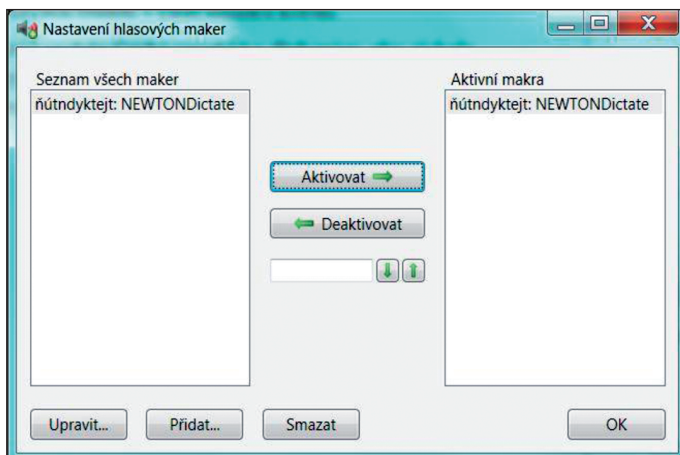 Nastavení hlasových maker
Seznam všech maker
ňútndyktejt: NEWTONDictate
Aktivovat
Deaktivovat
Aktivní makra
ňútndyktejt: NEWTONDictate
Upravit...
Přidat...
Smazat
OK